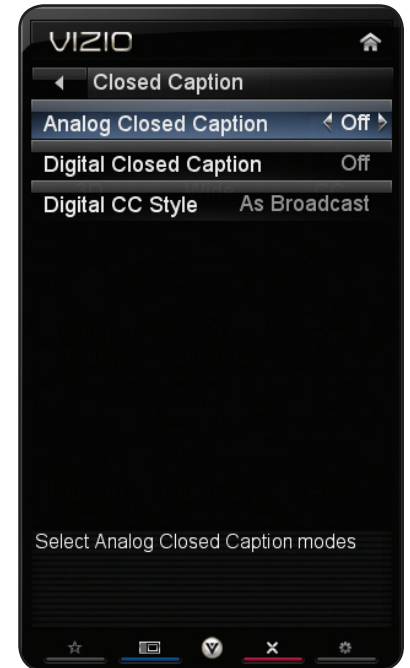 VIZIO
Closed Caption
Analog Closed Caption Off
Digital Closed Caption Off
Digital CC Style As Broadcast
Select Analog Closed Caption modes
V